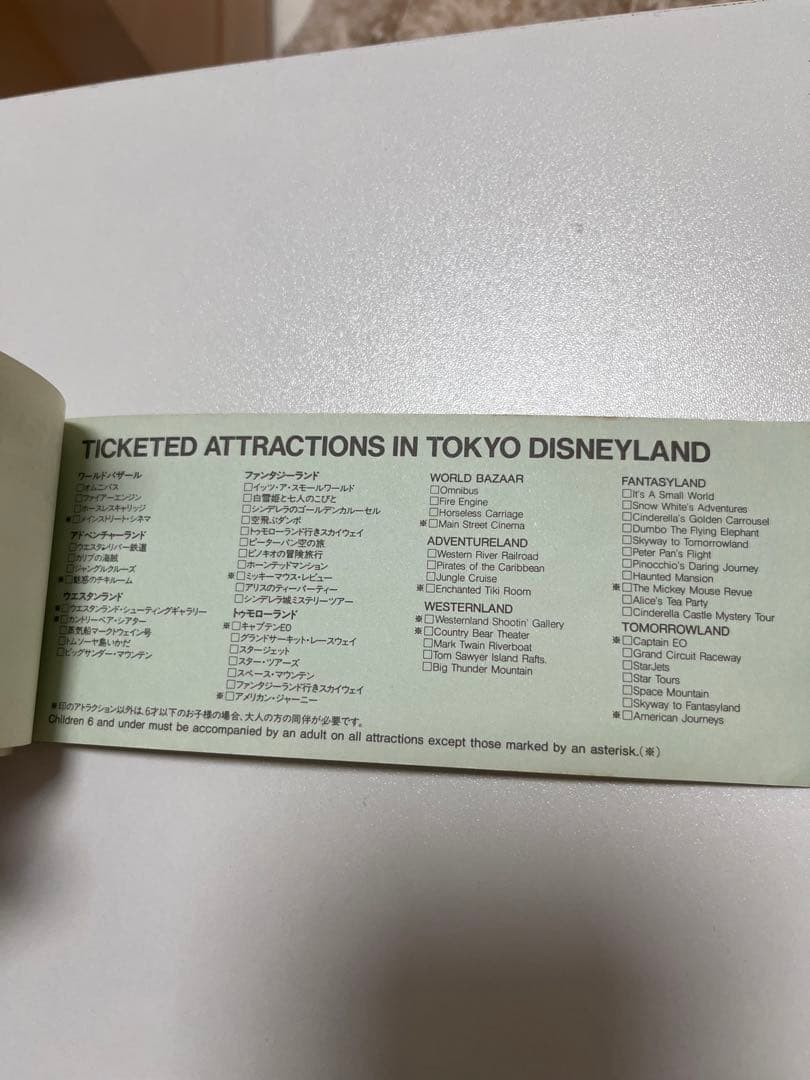 TICKETED ATTRACTIONS IN TOKYO DISNEYLAND
ワールドバザール
□オムニバス
□ファイアーエンジン
□ホースレスキャリッジ
※□メインストリート・シネマ
アドベンチャーランド
□ウエスタンリバー鉄道
□カリブの海賊
□ジャングルクルーズ
※□魅惑のチキルーム
ウエスタンランド
※□ウエスタンランド・シューティングギャラリー
※□カントリーベア・シアター
□蒸気船マークトウェイン号
□トムソーヤ島いかだ
□ビッグサンダー・マウンテン
ファンタジーランド
□イッツ・ア・スモールワールド
□白雪姫と七人のこびと
□シンデレラのゴールデンカルーセル
□空飛ぶダンボ
□トゥモローランド行きスカイウェイ
□ピーターパン空の旅
□ピノキオの冒険旅行
□ホーンテッドマンション
※□ミッキーマウス・レビュー
□アリスのティーパーティー
□シンデレラ城ミステリーツアー
トゥモローランド
※□キャプテンEO
□グランドサーキット・レースウェイ
□スタージェット
□スター・ツアーズ
□スペース・マウンテン
□ファンタジーランド行きスカイウェイ
※□アメリカン・ジャーニー
WORLD BAZAAR
□Omnibus
□Fire Engine
□Horseless Carriage
※□Main Street Cinema
ADVENTURELAND
□Western River Railroad
□Pirates of the Caribbean
□Jungle Cruise
※□Enchanted Tiki Room
WESTERNLAND
※□Westernland Shootin' Gallery
※□Country Bear Theater
□Mark Twain Riverboat
□Tom Sawyer Island Rafts.
□Big Thunder Mountain
FANTASYLAND
□It's A Small World
□Snow White's Adventures
□Cinderella's Golden Carrousel
□Dumbo The Flying Elephant
□Skyway to Tomorrowland
□Peter Pan's Flight
□Pinocchio's Daring Journey
□Haunted Mansion
※□The Mickey Mouse Revue
□Alice's Tea Party
□Cinderella Castle Mystery Tour
TOMORROWLAND
※□Captain EO
□Grand Circuit Raceway
□StarJets
□Star Tours
□Space Mountain
□Skyway to Fantasyland
※□American Journeys
※印のアトラクション以外は、6才以下のお子様の場合、大人の方の同伴が必要です。
Children 6 and under must be accompanied by an adult on all attractions except those marked by an asterisk.(※)